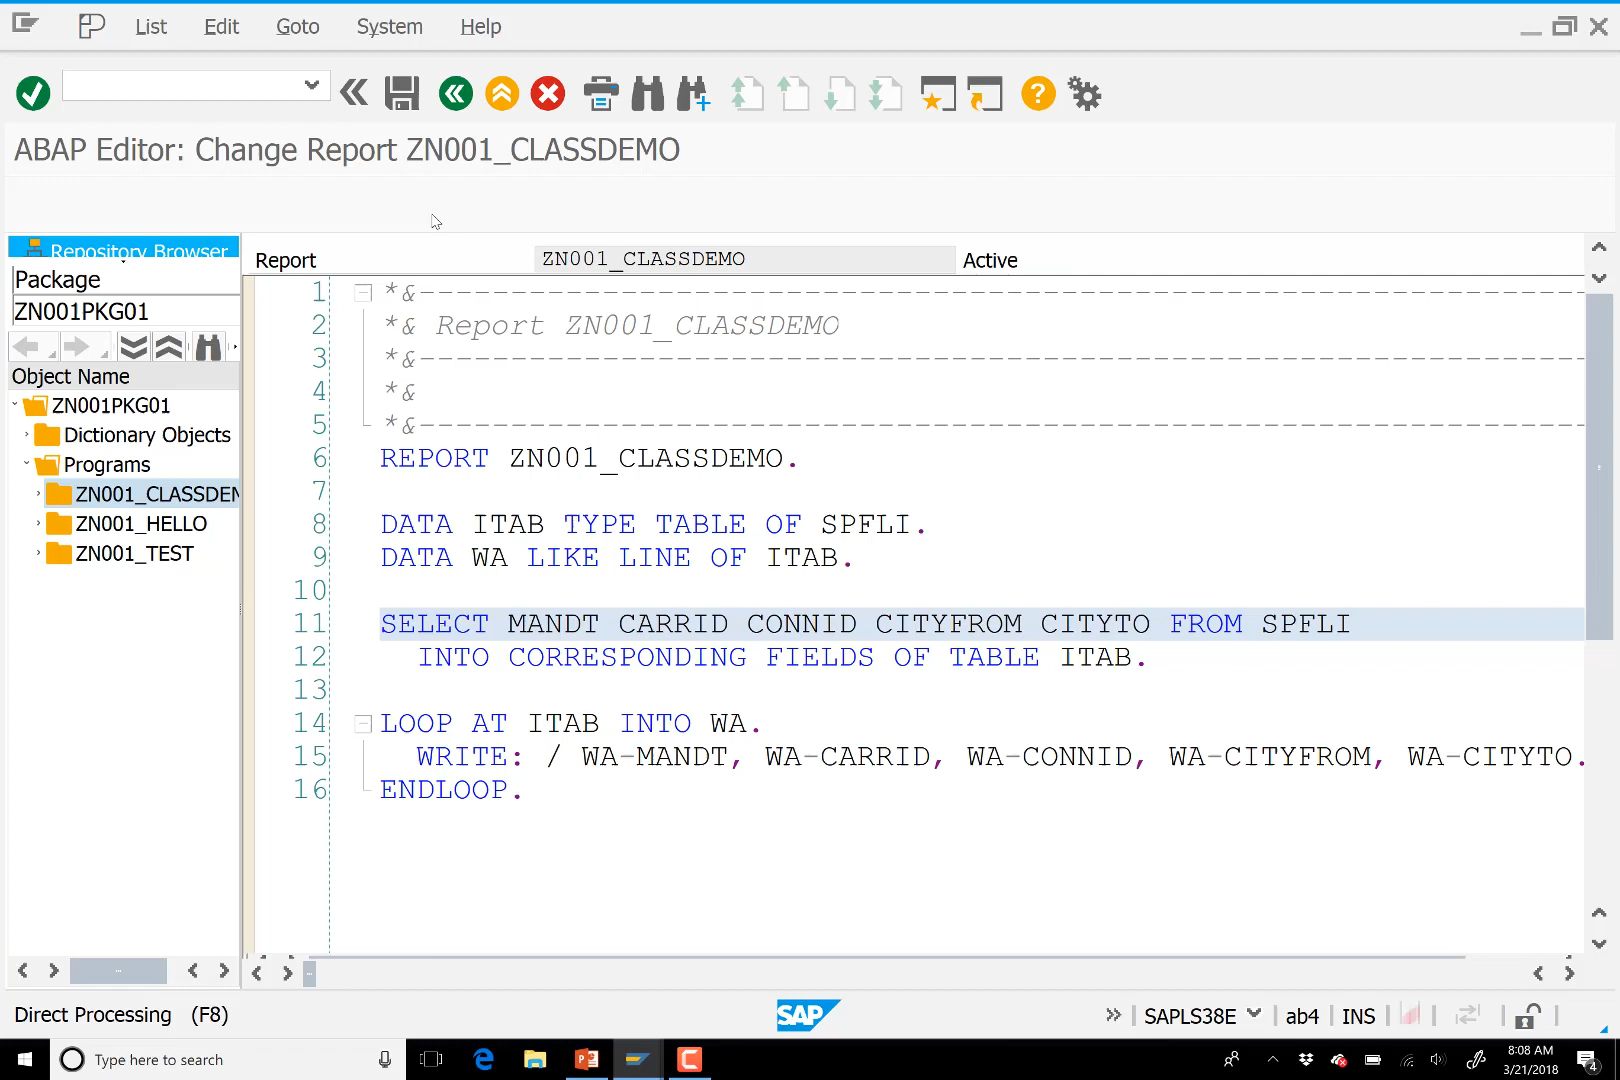 List Edit Goto System Help
ABAP Editor: Change Report ZN001_CLASSDEMO
Repository Browser
Package
ZN001PKG01
Object Name
ZN001PKG01
Dictionary Objects
Programs
ZN001_CLASSDEM
ZN001_HELLO
ZN001_TEST
Report ZN001_CLASSDEMO Active
1 *&---------------------------------------------------------------------
2 *& Report ZN001_CLASSDEMO
3 *&---------------------------------------------------------------------
4 *&
5 *&---------------------------------------------------------------------
6 REPORT ZN001_CLASSDEMO.
7
8 DATA ITAB TYPE TABLE OF SPFLI.
9 DATA WA LIKE LINE OF ITAB.
10
11 SELECT MANDT CARRID CONNID CITYFROM CITYTO FROM SPFLI
12 INTO CORRESPONDING FIELDS OF TABLE ITAB.
13
14 LOOP AT ITAB INTO WA.
15 WRITE: / WA-MANDT, WA-CARRID, WA-CONNID, WA-CITYFROM, WA-CITYTO.
16 ENDLOOP.
Direct Processing (F8) SAP SAPLS38E ab4 INS
Type here to search
8:08 AM
3/21/2018
4